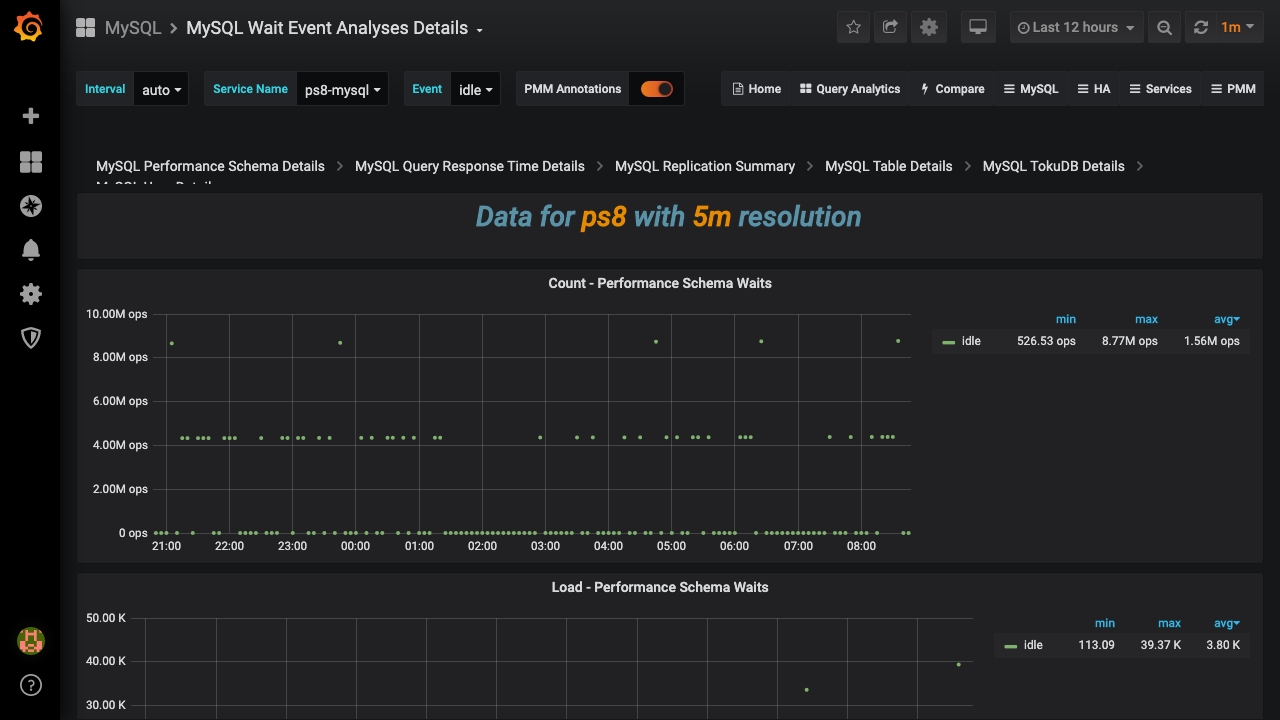 MySQL > MySQL Wait Event Analyses Details
Last 12 hours
1m
Interval auto
Service Name ps8-mysql
Event idle
PMM Annotations
Home
Query Analytics
Compare
MySQL
HA
Services
PMM
MySQL Performance Schema Details > MySQL Query Response Time Details > MySQL Replication Summary > MySQL Table Details > MySQL TokuDB Details >
Data for ps8 with 5m resolution
Count - Performance Schema Waits
10.00M ops
8.00M ops
6.00M ops
4.00M ops
2.00M ops
0 ops
21:00 22:00 23:00 00:00 01:00 02:00 03:00 04:00 05:00 06:00 07:00 08:00
min max avg
idle 526.53 ops 8.77M ops 1.56M ops
Load - Performance Schema Waits
50.00 K
40.00 K
30.00 K
min max avg
idle 113.09 39.37 K 3.80 K